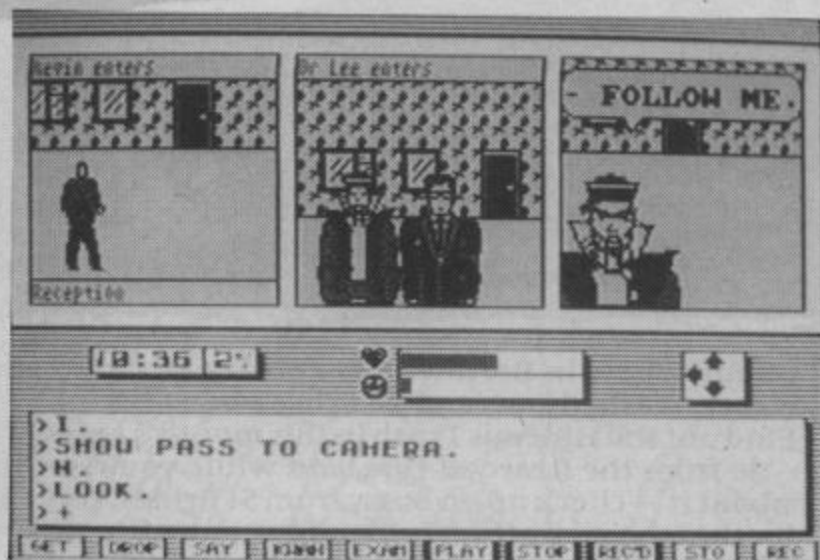 Kevin enters
Dr Lee enters
- FOLLOW ME.
Reception
10:36 2%
>I.
>SHOW PASS TO CAMERA.
>N.
>LOOK.
>+
GET DROP SAY EXAM PLAY STOP REC'D STO REC